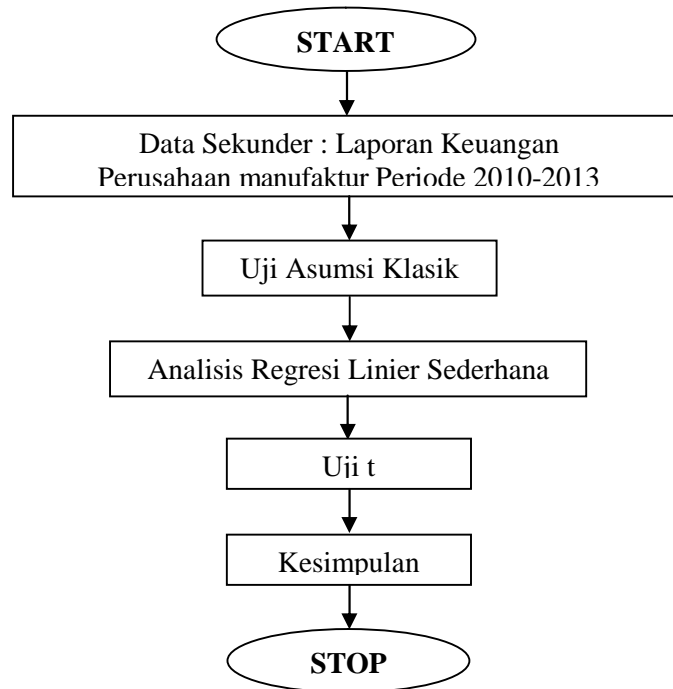 START
Data Sekunder : Laporan Keuangan
Perusahaan manufaktur Periode 2010-2013
Uji Asumsi Klasik
Analisis Regresi Linier Sederhana
Uji t
Kesimpulan
STOP